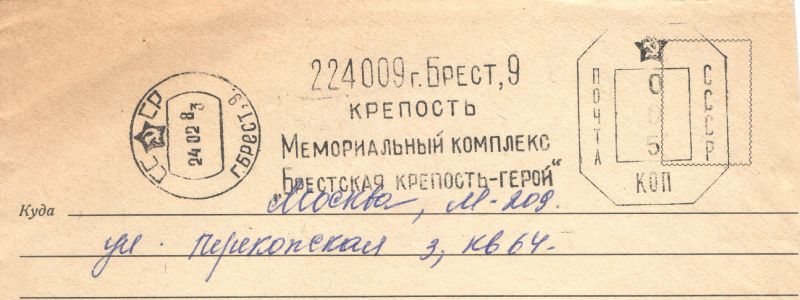 224009 г. БРЕСТ, 9
КРЕПОСТЬ
МЕМОРИАЛЬНЫЙ КОМПЛЕКС
„БРЕСТСКАЯ КРЕПОСТЬ-ГЕРОЙ“
СССР
24 02 83
Г. БРЕСТ, 9.
ПОЧТА
СССР
005
КОП
Куда Москва, М-209.
ул. Перекопская 3, кв 64.